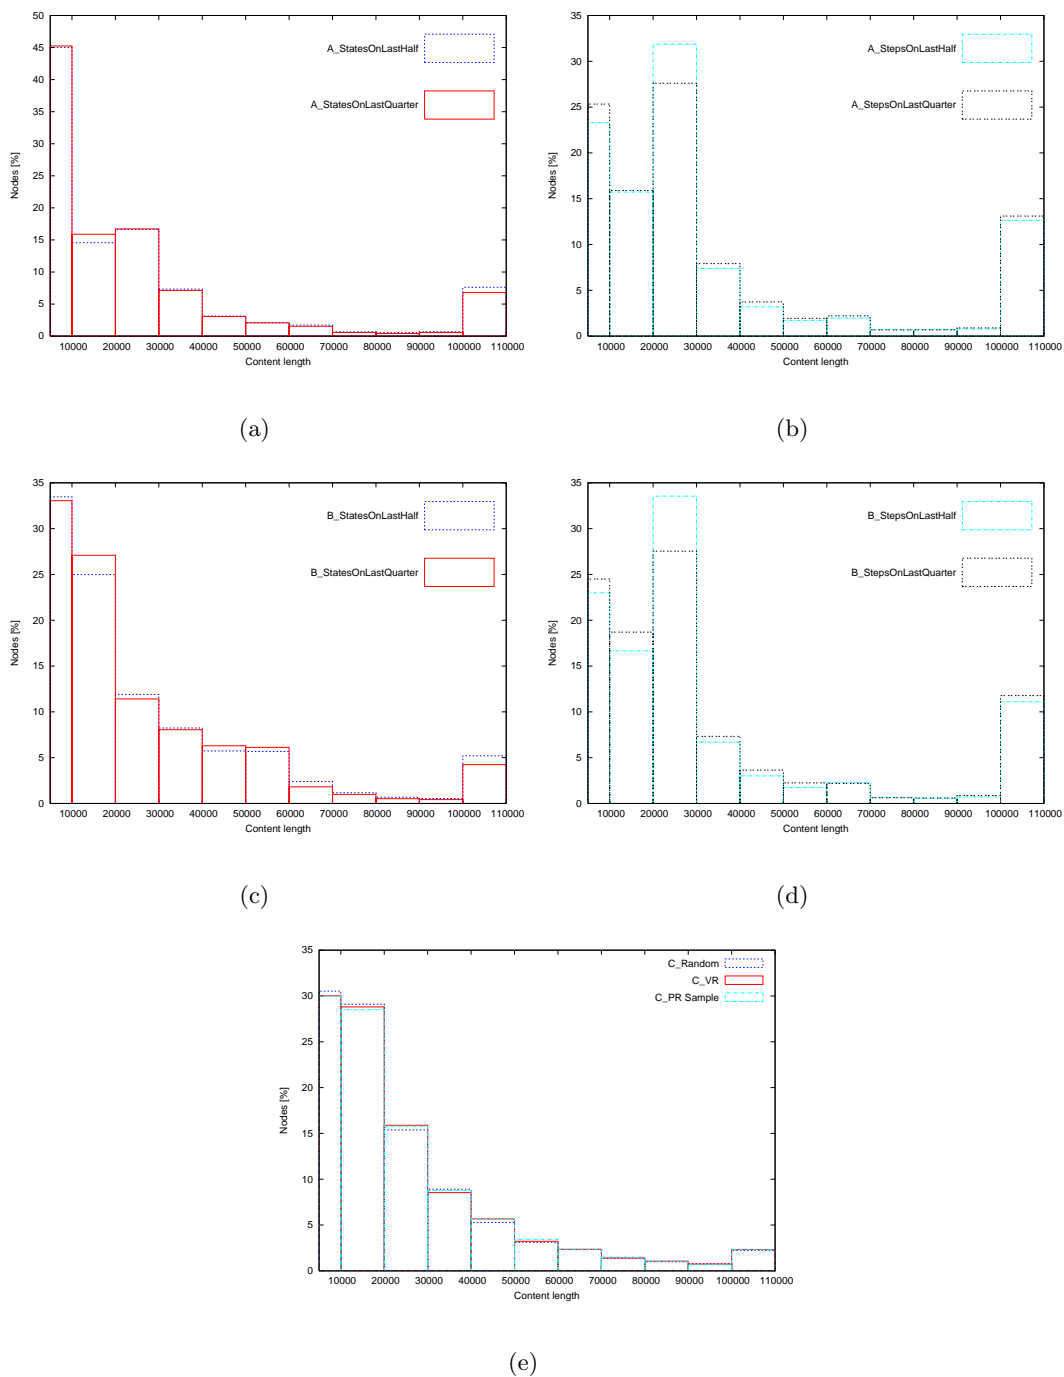 50
45
40
35
30
25
20
15
10
5
0
Nodes [%]
A_StatesOnLastHalf
A_StatesOnLastQuarter
10000 20000 30000 40000 50000 60000 70000 80000 90000 100000 110000
Content length
(a)
35
30
25
20
15
10
5
0
Nodes [%]
A_StepsOnLastHalf
A_StepsOnLastQuarter
10000 20000 30000 40000 50000 60000 70000 80000 90000 100000 110000
Content length
(b)
35
30
25
20
15
10
5
0
Nodes [%]
B_StatesOnLastHalf
B_StatesOnLastQuarter
10000 20000 30000 40000 50000 60000 70000 80000 90000 100000 110000
Content length
(c)
35
30
25
20
15
10
5
0
Nodes [%]
B_StepsOnLastHalf
B_StepsOnLastQuarter
10000 20000 30000 40000 50000 60000 70000 80000 90000 100000 110000
Content length
(d)
35
30
25
20
15
10
5
0
Nodes [%]
C_Random
C_VR
C_PR Sample
10000 20000 30000 40000 50000 60000 70000 80000 90000 100000 110000
Content length
(e)